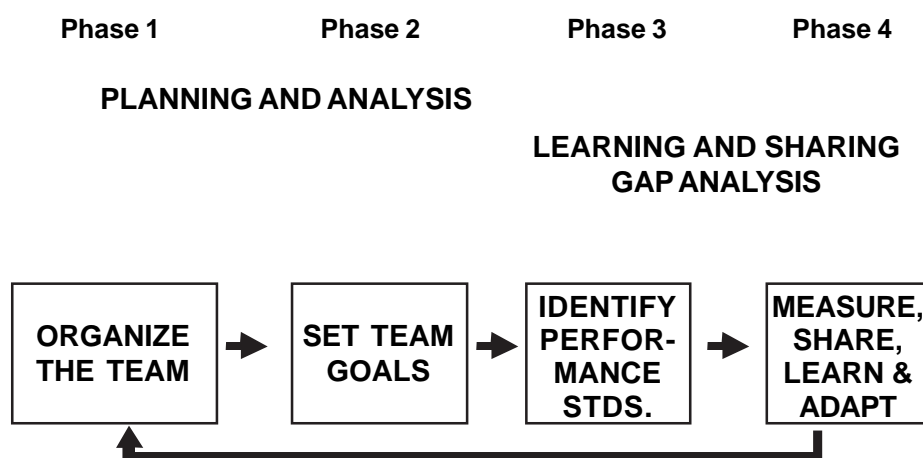 Phase 1 Phase 2 Phase 3 Phase 4
PLANNING AND ANALYSIS
LEARNING AND SHARING
GAP ANALYSIS
ORGANIZE
THE TEAM
SET TEAM
GOALS
IDENTIFY
PERFOR-
MANCE
STDS.
MEASURE,
SHARE,
LEARN &
ADAPT